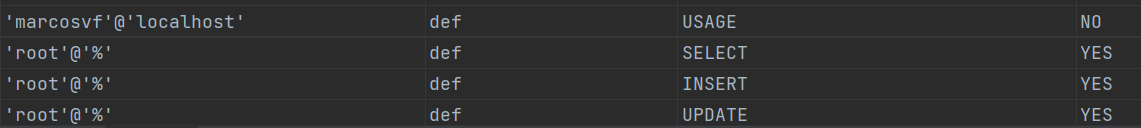 'marcosvf'@'localhost' def USAGE NO
'root'@'%' def SELECT YES
'root'@'%' def INSERT YES
'root'@'%' def UPDATE YES